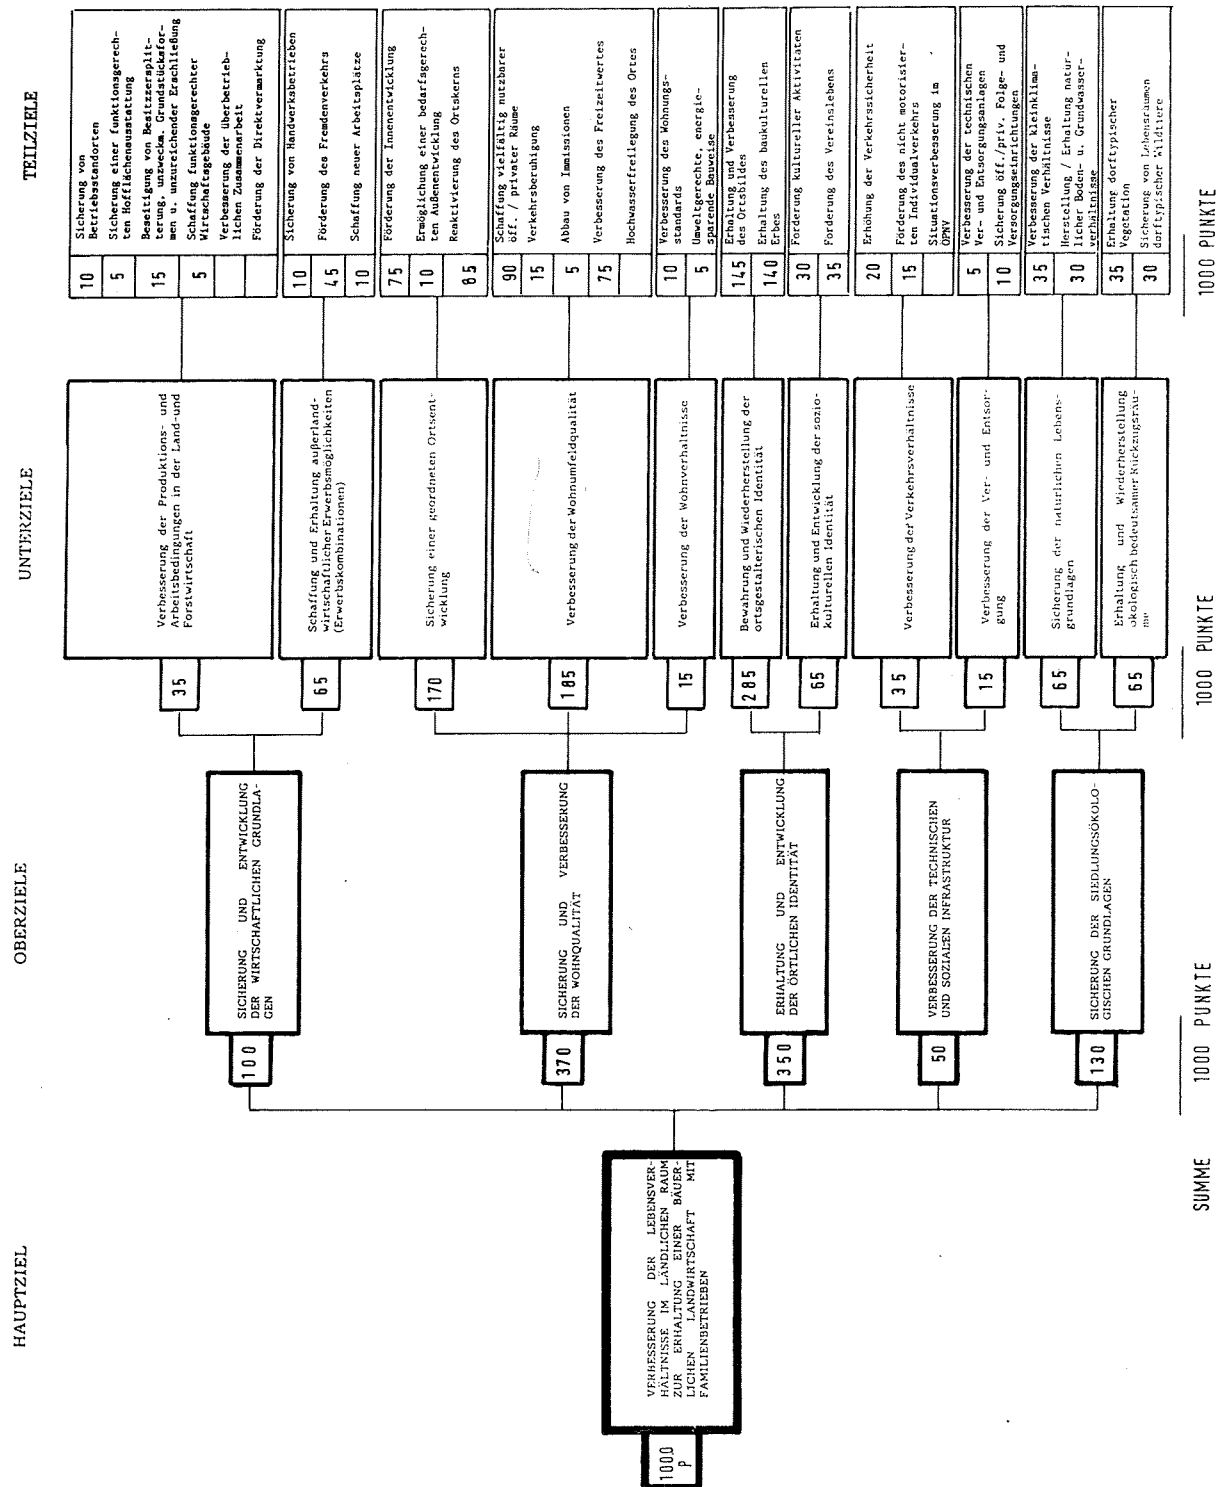 HAUPTZIEL
OBERZIELE
UNTERZIELE
TEILZIELE
1000
P
VERBESSERUNG DER LEBENSVER-
HÄLTNISSE IM LÄNDLICHEN RAUM
ZUR ERHALTUNG EINER BÄUER-
LICHEN LANDWIRTSCHAFT MIT
FAMILIENBETRIEBEN
100
SICHERUNG UND ENTWICKLUNG
DER WIRTSCHAFTLICHEN GRUNDLA-
GEN
370
SICHERUNG UND VERBESSERUNG
DER WOHNQUALITÄT
350
ERHALTUNG UND ENTWICKLUNG
DER ÖRTLICHEN IDENTITÄT
50
VERBESSERUNG DER TECHNISCHEN
UND SOZIALEN INFRASTRUKTUR
130
SICHERUNG DER SIEDLUNGSÖKOLO-
GISCHEN GRUNDLAGEN
35
Verbesserung der Produktions- und
Arbeitsbedingungen in der Land- und
Forstwirtschaft
65
Schaffung und Erhaltung außerland-
wirtschaftlicher Erwerbsmöglichkeiten
(Erwerbskombinationen)
170
Sicherung einer geordneten Ortsent-
wicklung
185
Verbesserung der Wohnumfeldqualität
15
Verbesserung der Wohnverhältnisse
285
Bewahrung und Wiederherstellung der
ortsgestalterischen Identität
65
Erhaltung und Entwicklung der sozio-
kulturellen Identität
35
Verbesserung der Verkehrsverhältnisse
15
Verbesserung der Ver- und Entsor-
gung
65
Sicherung der natürlichen Lebens-
grundlagen
65
Erhaltung und Wiederherstellung
ökologisch bedeutsamer Rückzugsräu-
me
10
Sicherung von
Betriebsstandorten
5
Sicherung einer funktionsgerech-
ten Hofflächenausstattung
15
Beseitigung von Besitzzersplit-
terung, unzweckm. Grundstücksfor-
men u. unzureichender Erschließung
5
Schaffung funktionsgerechter
Wirtschaftsgebäude
Verbesserung der überbetrieb-
lichen Zusammenarbeit
Förderung der Direktvermarktung
10
Sicherung von Handwerksbetrieben
45
Förderung des Fremdenverkehrs
10
Schaffung neuer Arbeitsplätze
75
Förderung der Innenentwicklung
10
Ermöglichung einer bedarfsgerech-
ten Außenentwicklung
85
Reaktivierung des Ortskerns
90
Schaffung vielfältig nutzbarer
öff. / privater Räume
15
Verkehrsberuhigung
5
Abbau von Immissionen
75
Verbesserung des Freizeitwertes
Hochwasserfreilegung des Ortes
10
Verbesserung des Wohnungs-
standards
5
Umweltgerechte, energie-
sparende Bauweise
145
Erhaltung und Verbesserung
des Ortsbildes
140
Erhaltung des baukulturellen
Erbes
30
Förderung kultureller Aktivitäten
35
Förderung des Vereinslebens
20
Erhöhung der Verkehrssicherheit
15
Förderung des nicht motorisier-
ten Individualverkehrs
Situationsverbesserung im
ÖPNV
5
Verbesserung der technischen
Ver- und Entsorgungsanlagen
10
Sicherung öff./priv. Folge- und
Versorgungseinrichtungen
35
Verbesserung der kleinklima-
tischen Verhältnisse
30
Herstellung / Erhaltung natür-
licher Boden- u. Grundwasser-
verhältnisse
35
Erhaltung dorftypischer
Vegetation
30
Sicherung von Lebensräumen
dorftypischer Wildtiere
SUMME
1000 PUNKTE
1000 PUNKTE
1000 PUNKTE